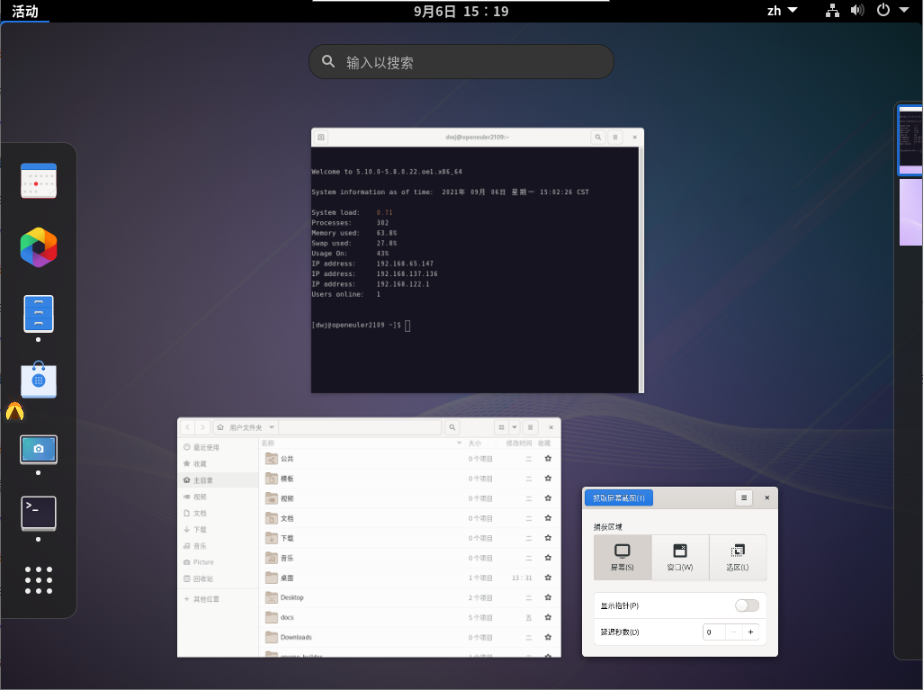 活动
9月6日 15：19
zh
输入以搜索
dwj@openeuler2109:~
Welcome to 5.10.0-5.8.0.22.oe1.x86_64
System information as of time: 2021年 09月 06日 星期一 15:02:26 CST
System load: 0.71
Processes: 302
Memory used: 63.8%
Swap used: 27.8%
Usage On: 43%
IP address: 192.168.65.147
IP address: 192.168.137.136
IP address: 192.168.122.1
Users online: 1
[dwj@openeuler2109 ~]$
用户文件夹
名称 大小 修改时间 收藏
最近使用
收藏
主目录
视频
文档
下载
音乐
Picture
回收站
其他位置
公共 0 个项目 二
模板 0 个项目 二
视频 0 个项目 二
文档 0 个项目 二
下载 0 个项目 二
音乐 0 个项目 二
桌面 1 个项目 13：31
Desktop 2 个项目 二
docs 5 个项目 五
Downloads 0 个项目 二
抓取屏幕截图(T)
捕获区域
屏幕(S) 窗口(W) 选区(L)
显示指针(P)
延迟秒数(D) 0 − +